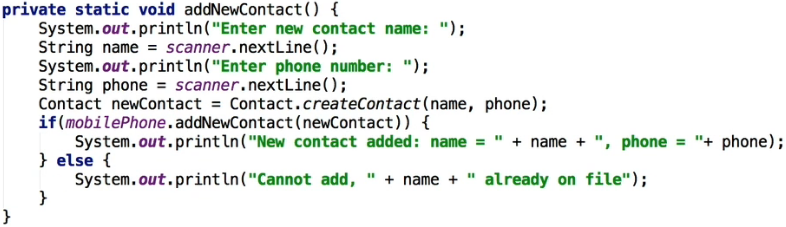 private static void addNewContact() {
    System.out.println("Enter new contact name: ");
    String name = scanner.nextLine();
    System.out.println("Enter phone number: ");
    String phone = scanner.nextLine();
    Contact newContact = Contact.createContact(name, phone);
    if(mobilePhone.addNewContact(newContact)) {
        System.out.println("New contact added: name = " + name + ", phone = "+ phone);
    } else {
        System.out.println("Cannot add, " + name + " already on file");
    }
}